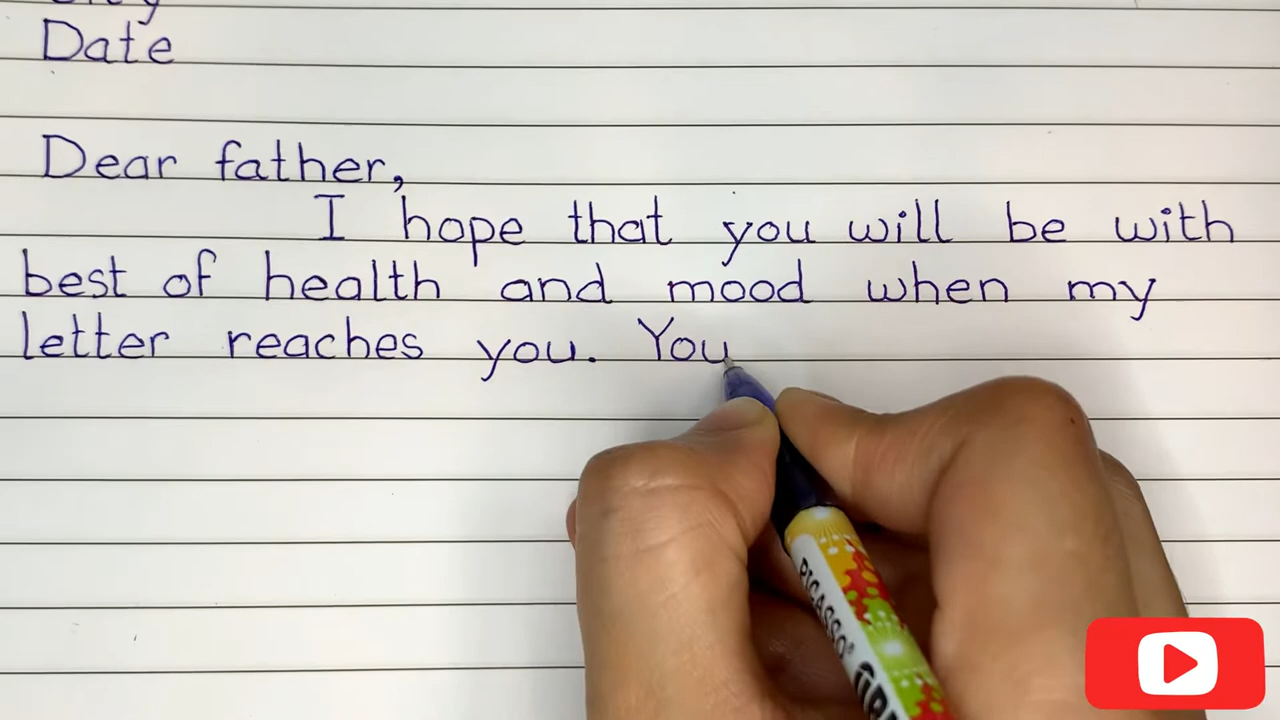 Date
Dear father,
I hope that you will be with
best of health and mood when my
letter reaches you. You
PICASSO®